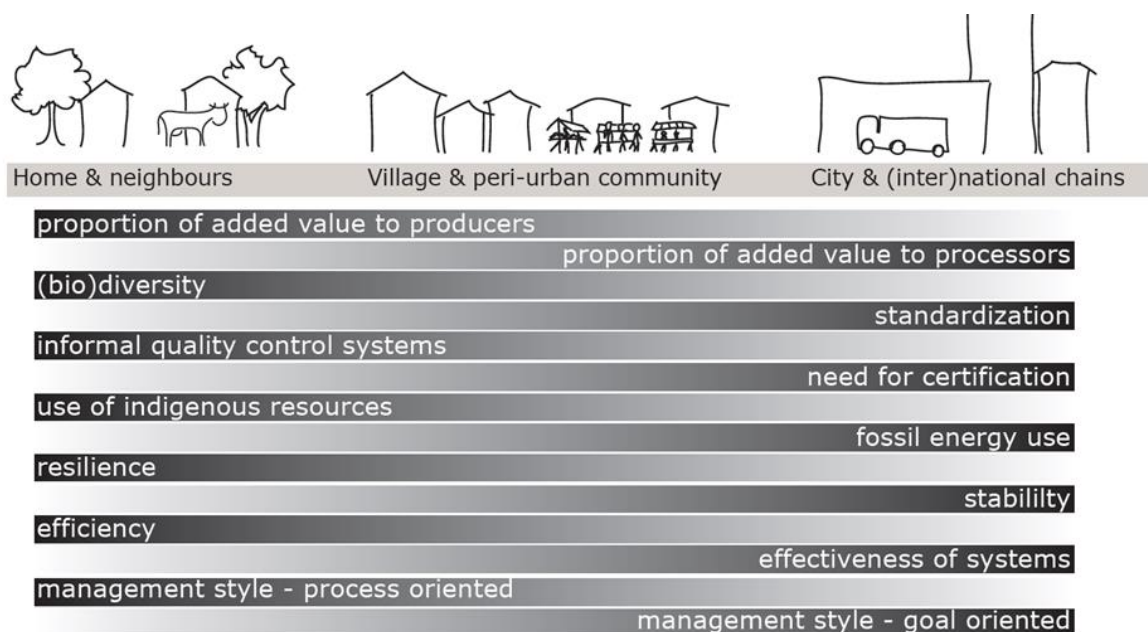 Home & neighbours
Village & peri-urban community
City & (inter)national chains
proportion of added value to producers
proportion of added value to processors
(bio)diversity
standardization
informal quality control systems
need for certification
use of indigenous resources
fossil energy use
resilience
stabililty
efficiency
effectiveness of systems
management style - process oriented
management style - goal oriented